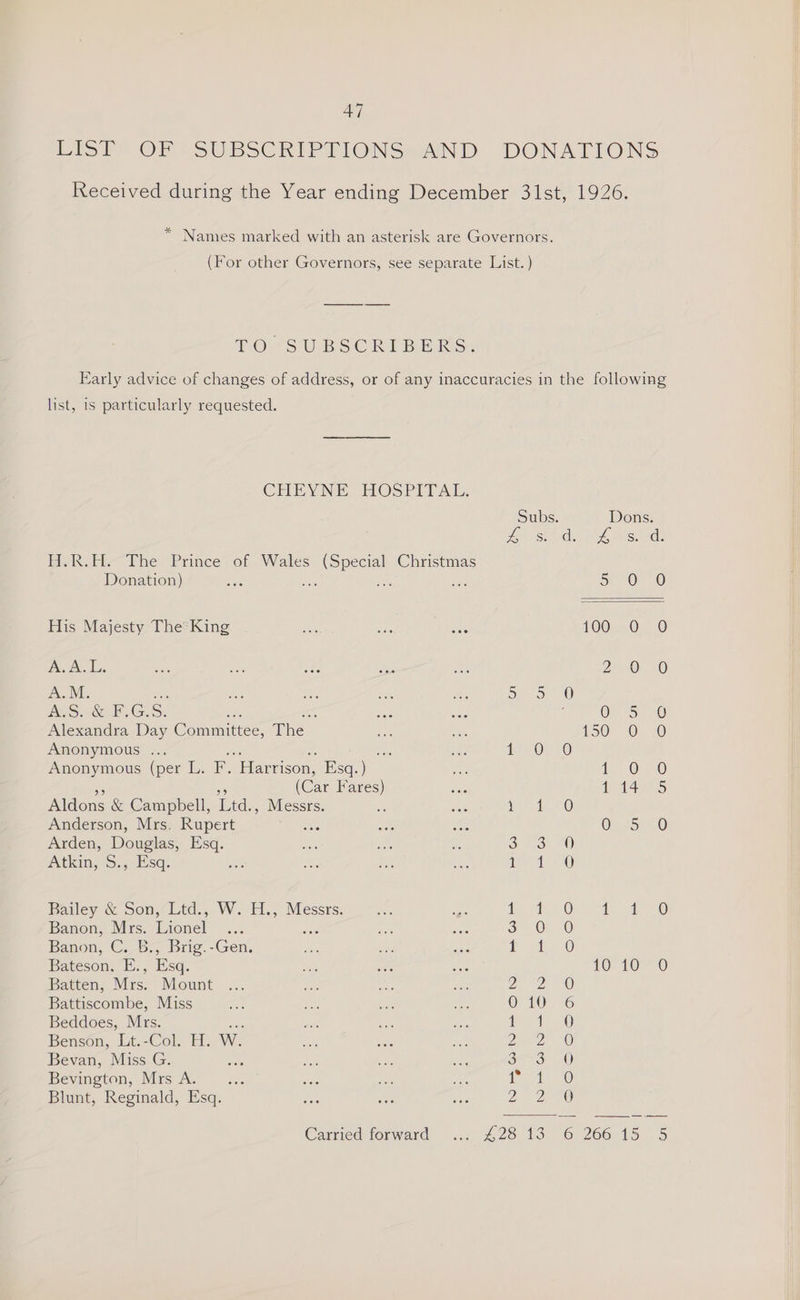 47
LIST OF SUBSCRIPTIONS AND DONATIONS
Received during the Year ending December 31st, 1926.
* Names marked with an asterisk are Governors.
(For other Governors, see separate List.)
TO SUBSCRIBERS.
Early advice of changes of address, or of any inaccuracies in the following
list, is particularly requested.
CHEYNE HOSPITAL.
Subs. Dons.
£ s. d. £ s. d.
H.R.H. The Prince of Wales (Special Christmas
Donation) ... ... ... ... 5 0 0
His Majesty The King ... ... ... 100 0 0
A.A.L. ... ... ... ... ... 2 0 0
A.M. ... ... ... ... ... 5 5 0
A.S. & F.G.S. ... ... ... ... 0 5 0
Alexandra Day Committee, The ... ... 150 0 0
Anonymous ... ... ... ... ... 1 0 0
Anonymous (per L. F. Harrison, Esq.) ... 1 0 0
,, ,, (Car Fares) ... 1 14 5
Aldons & Campbell, Ltd., Messrs. ... ... 1 1 0
Anderson, Mrs. Rupert ... ... ... 0 5 0
Arden, Douglas, Esq. ... ... ... 3 3 0
Atkin, S., Esq. ... ... ... ... 1 1 0
Bailey & Son, Ltd., W. H., Messrs. ... ... 1 1 0 1 1 0
Banon, Mrs. Lionel ... ... ... ... 3 0 0
Banon, C. B., Brig.-Gen. ... ... ... 1 1 0
Bateson, E., Esq. ... ... ... 10 10 0
Batten, Mrs. Mount ... ... ... ... 2 2 0
Battiscombe, Miss ... ... ... ... 0 10 6
Beddoes, Mrs. ... ... ... ... 1 1 0
Benson, Lt.-Col. H. W. ... ... ... 2 2 0
Bevan, Miss G. ... ... ... ... 3 3 0
Bevington, Mrs A. ... ... ... ... 1 1 0
Blunt, Reginald, Esq. ... ... ... 2 2 0
Carried forward ... £28 13 6 266 15 5